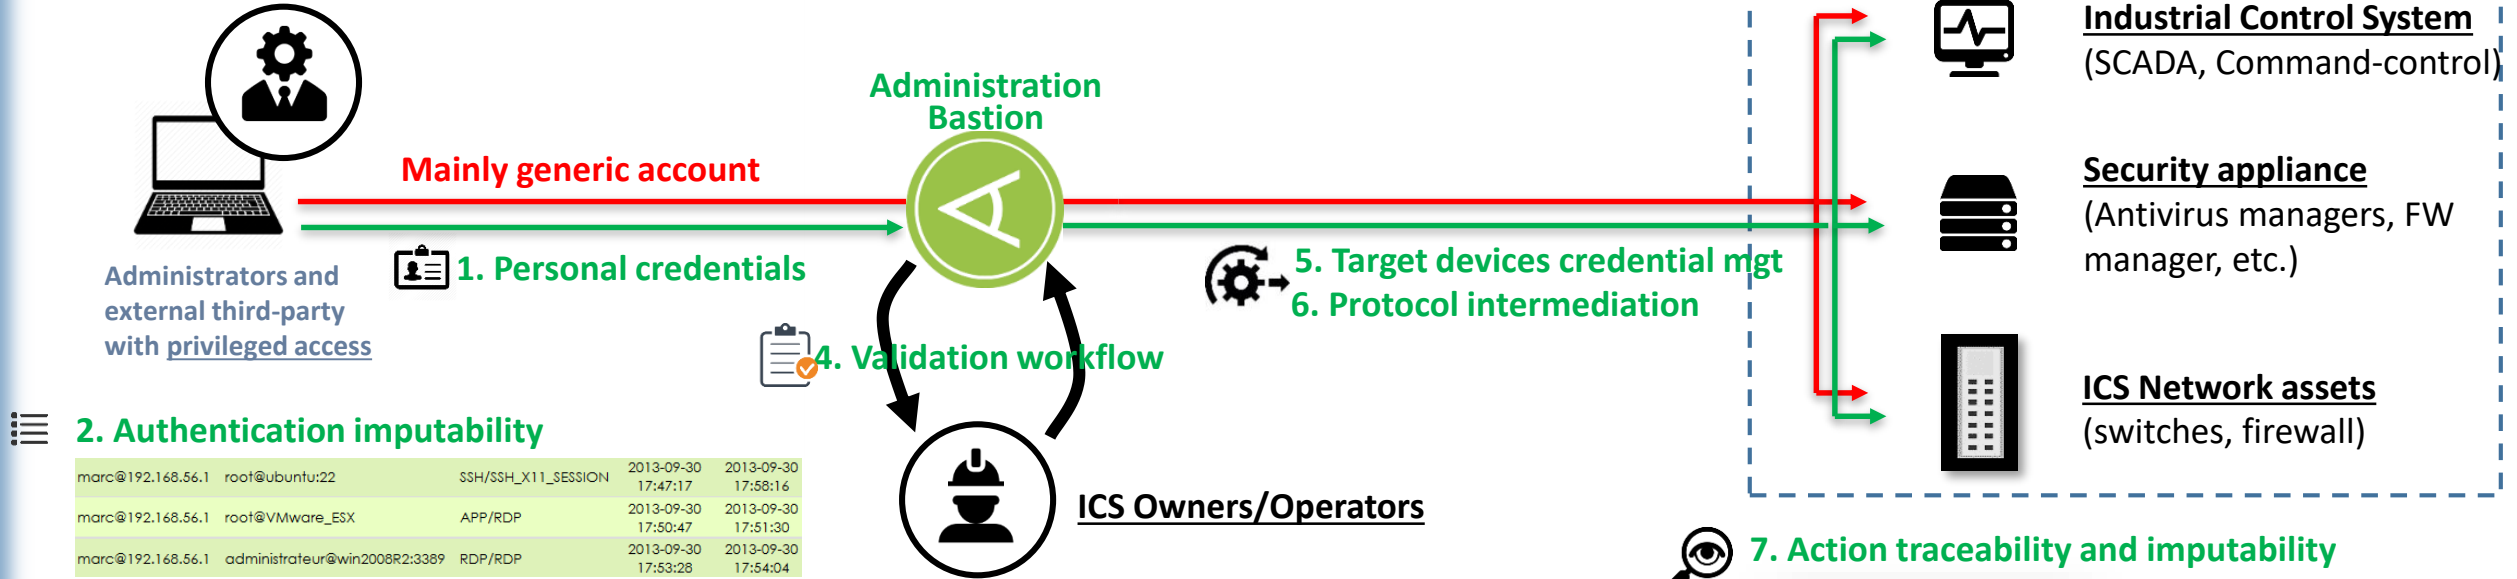 Industrial Control System
(SCADA, Command-control)
Administration
Bastion
Mainly generic account
Security appliance
(Antivirus managers, FW
manager, etc.)
1. Personal credentials
5. Target devices credential mgt
6. Protocol intermediation
Administrators and
external third-party
with privileged access
4. Validation workflow
ICS Network assets
(switches, firewall)
2. Authentication imputability
marc@192.168.56.1 root@ubuntu:22 SSH/SSH_X11_SESSION 2013-09-30 2013-09-30
17:47:17 17:58:16
marc@192.168.56.1 root@VMware_ESX APP/RDP 2013-09-30 2013-09-30
17:50:47 17:51:30
marc@192.168.56.1 administrateur@win2008R2:3389 RDP/RDP 2013-09-30 2013-09-30
17:53:28 17:54:04
ICS Owners/Operators
7. Action traceability and imputability